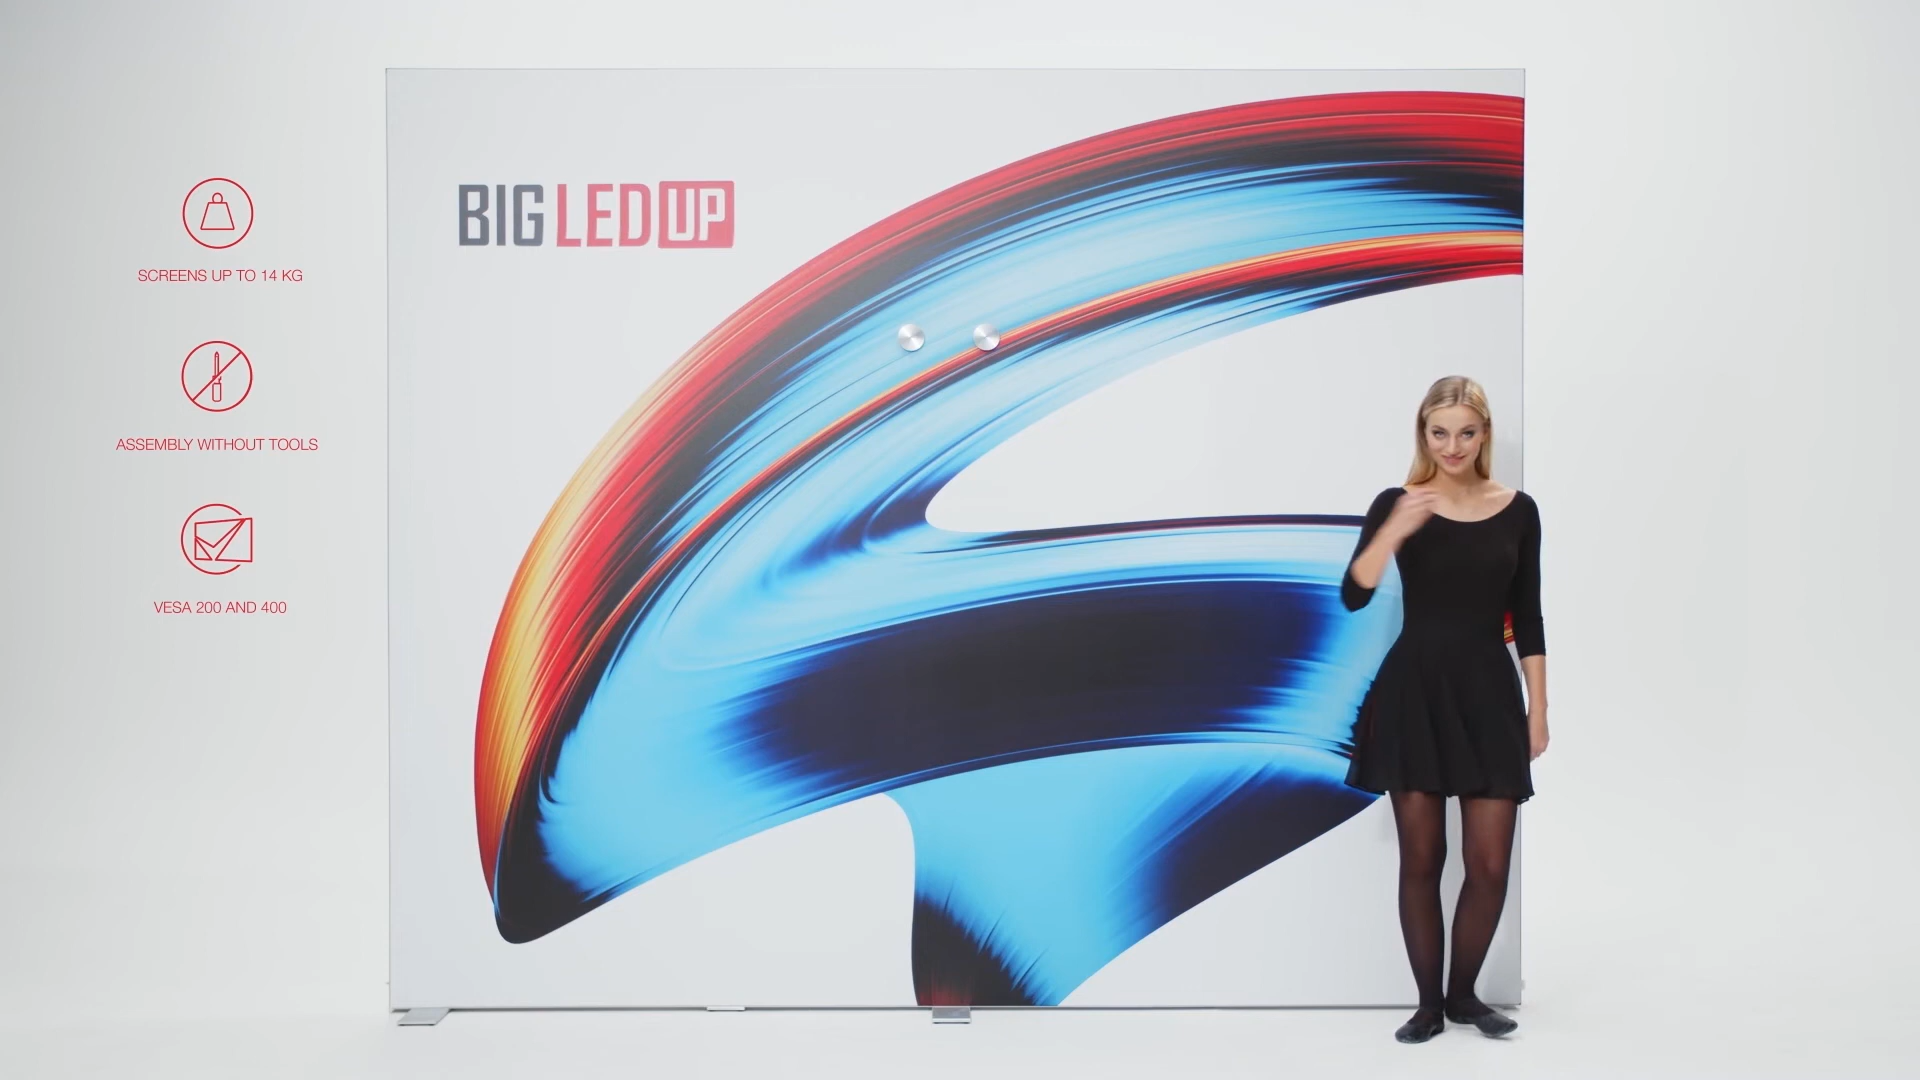 BIG LED UP
SCREENS UP TO 14 KG
ASSEMBLY WITHOUT TOOLS
VESA 200 AND 400